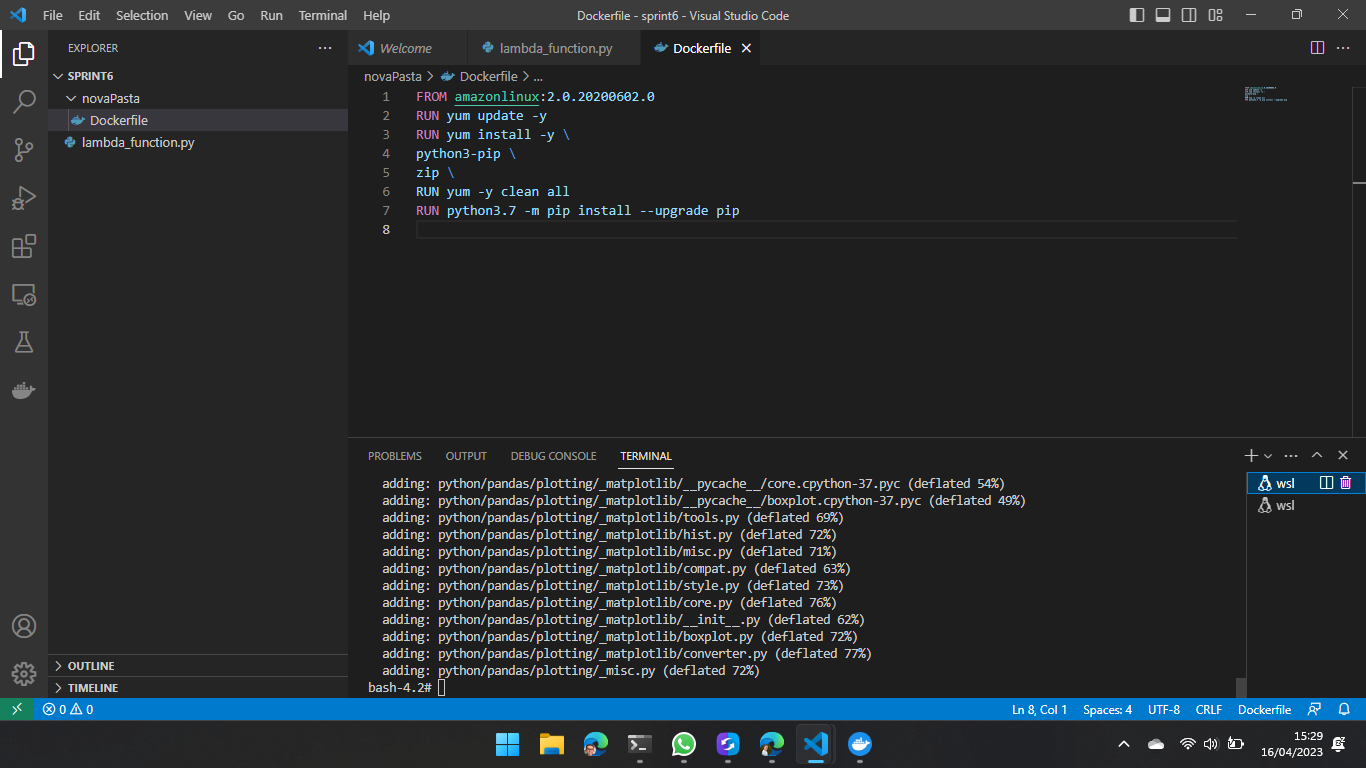 File Edit Selection View Go Run Terminal Help Dockerfile - sprint6 - Visual Studio Code
EXPLORER
SPRINT6
novaPasta
Dockerfile
lambda_function.py
OUTLINE
TIMELINE
Welcome lambda_function.py Dockerfile
novaPasta > Dockerfile > ...
1 FROM amazonlinux:2.0.20200602.0
2 RUN yum update -y
3 RUN yum install -y \
4 python3-pip \
5 zip \
6 RUN yum -y clean all
7 RUN python3.7 -m pip install --upgrade pip
8
PROBLEMS OUTPUT DEBUG CONSOLE TERMINAL
adding: python/pandas/plotting/_matplotlib/__pycache__/core.cpython-37.pyc (deflated 54%)
adding: python/pandas/plotting/_matplotlib/__pycache__/boxplot.cpython-37.pyc (deflated 49%)
adding: python/pandas/plotting/_matplotlib/tools.py (deflated 69%)
adding: python/pandas/plotting/_matplotlib/hist.py (deflated 72%)
adding: python/pandas/plotting/_matplotlib/misc.py (deflated 71%)
adding: python/pandas/plotting/_matplotlib/compat.py (deflated 63%)
adding: python/pandas/plotting/_matplotlib/style.py (deflated 73%)
adding: python/pandas/plotting/_matplotlib/core.py (deflated 76%)
adding: python/pandas/plotting/_matplotlib/__init__.py (deflated 62%)
adding: python/pandas/plotting/_matplotlib/boxplot.py (deflated 72%)
adding: python/pandas/plotting/_matplotlib/converter.py (deflated 77%)
adding: python/pandas/plotting/_misc.py (deflated 72%)
bash-4.2#
wsl
wsl
0 0 Ln 8, Col 1 Spaces: 4 UTF-8 CRLF Dockerfile
15:29
16/04/2023